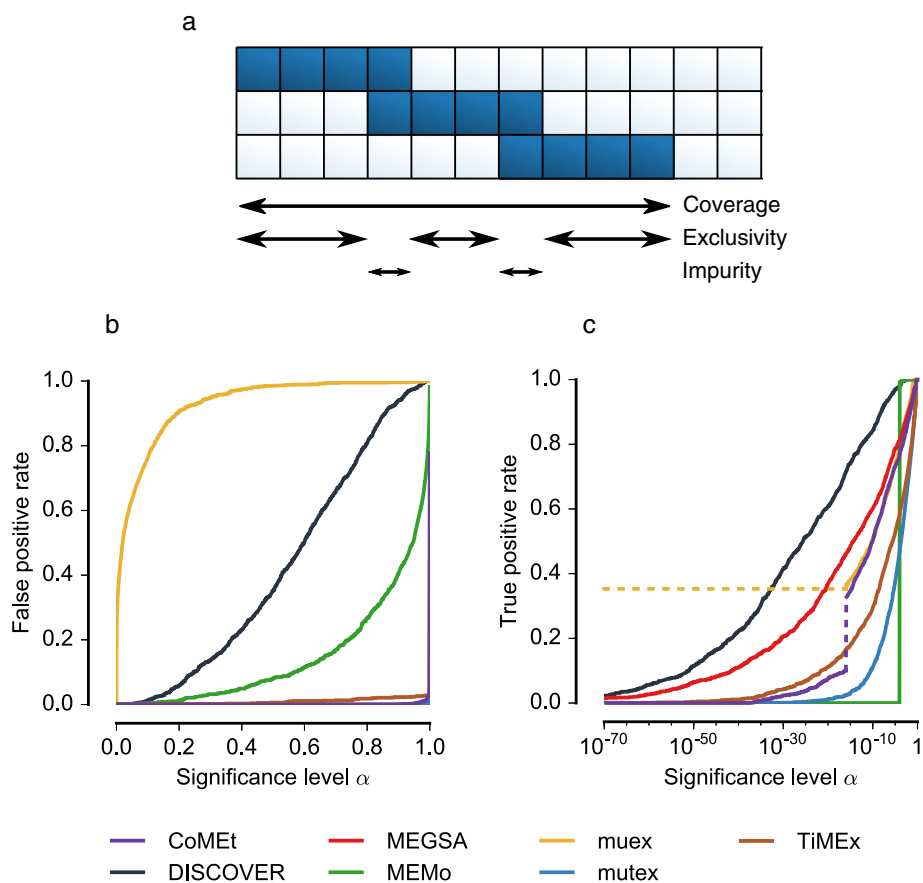 a
Coverage
Exclusivity
Impurity
b
c
1.0
0.8
0.6
0.4
0.2
0.0
False positive rate
0.0 0.2 0.4 0.6 0.8 1.0
Significance level α
1.0
0.8
0.6
0.4
0.2
0.0
True positive rate
10⁻⁷⁰ 10⁻⁵⁰ 10⁻³⁰ 10⁻¹⁰ 1
Significance level α
CoMEt MEGSA muex TiMEx
DISCOVER MEMo mutex